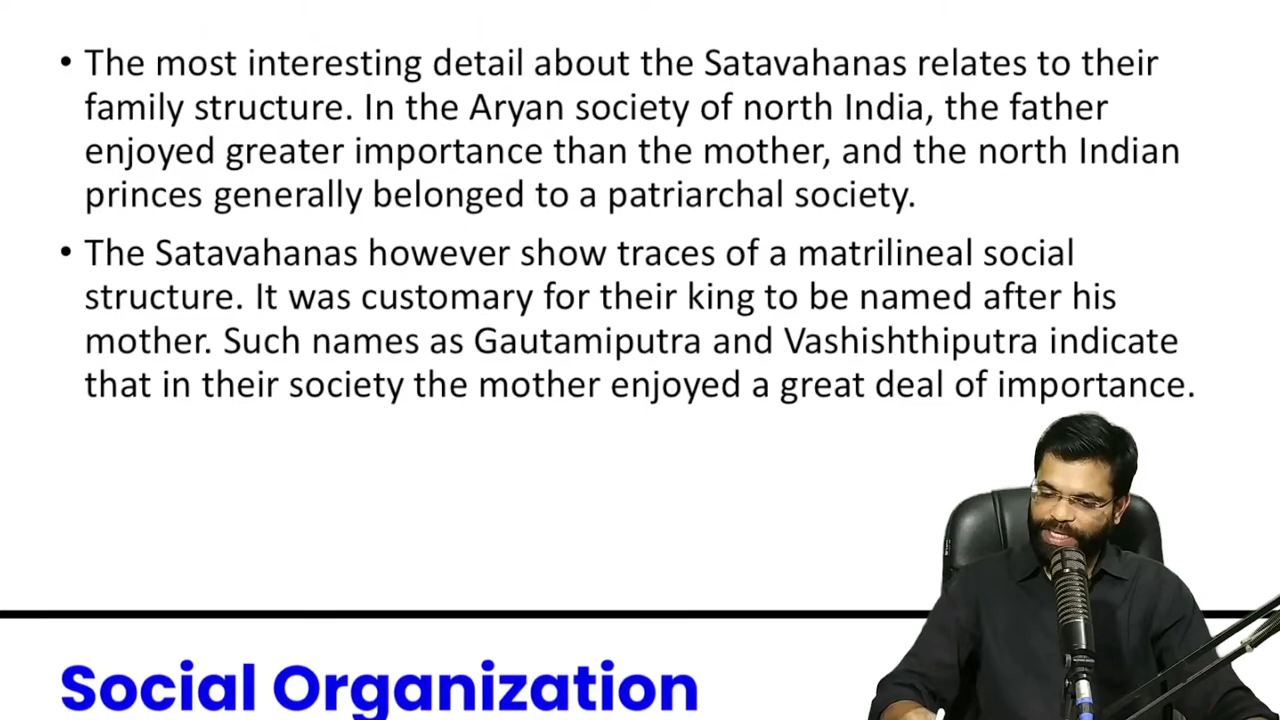 • The most interesting detail about the Satavahanas relates to their
family structure. In the Aryan society of north India, the father
enjoyed greater importance than the mother, and the north Indian
princes generally belonged to a patriarchal society.
• The Satavahanas however show traces of a matrilineal social
structure. It was customary for their king to be named after his
mother. Such names as Gautamiputra and Vashishthiputra indicate
that in their society the mother enjoyed a great deal of importance.
Social Organization